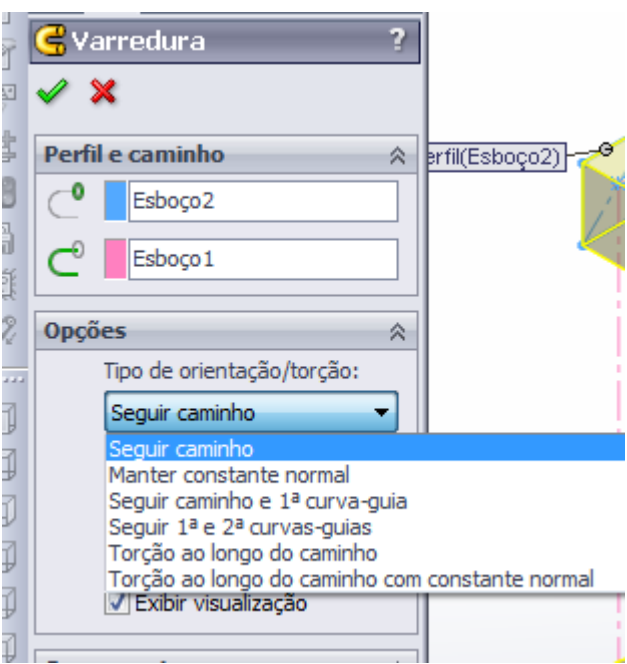 Varredura ?
Perfil e caminho
erfil(Esboço2)
Esboço2
Esboço1
Opções
Tipo de orientação/torção:
Seguir caminho
Seguir caminho
Manter constante normal
Seguir caminho e 1ª curva-guia
Seguir 1ª e 2ª curvas-guias
Torção ao longo do caminho
Torção ao longo do caminho com constante normal
Exibir visualização